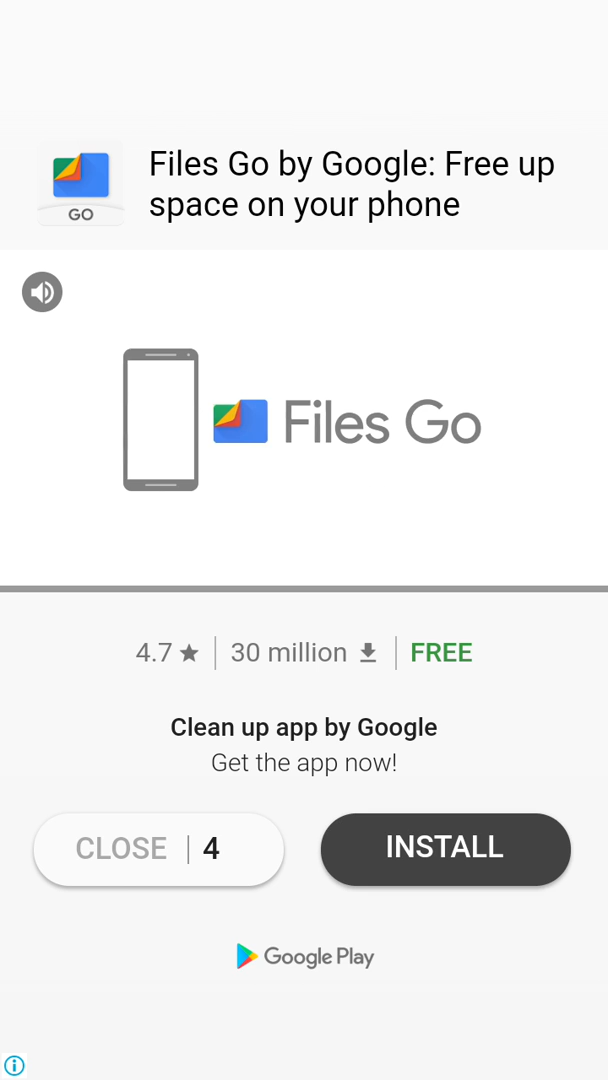 Files Go by Google: Free up
space on your phone
GO
Files Go
4.7 | 30 million | FREE
Clean up app by Google
Get the app now!
CLOSE | 4
INSTALL
Google Play